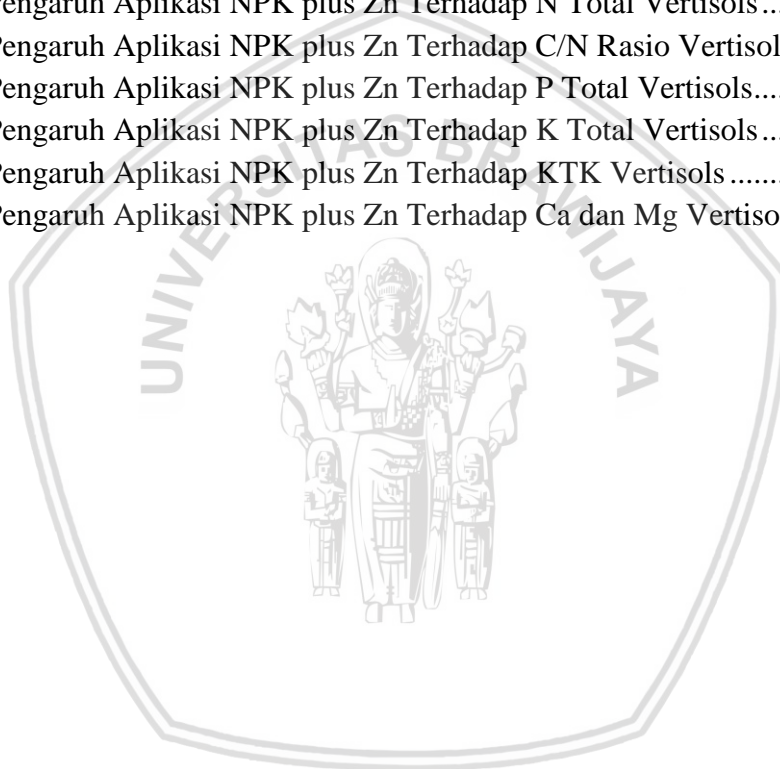 Pengaruh Aplikasi NPK plus Zn Terhadap N Total Vertisols...
Pengaruh Aplikasi NPK plus Zn Terhadap C/N Rasio Vertisol
Pengaruh Aplikasi NPK plus Zn Terhadap P Total Vertisols....
Pengaruh Aplikasi NPK plus Zn Terhadap K Total Vertisols...
Pengaruh Aplikasi NPK plus Zn Terhadap KTK Vertisols.......
Pengaruh Aplikasi NPK plus Zn Terhadap Ca dan Mg Vertiso
UNIVERSITAS BRAWIJAYA